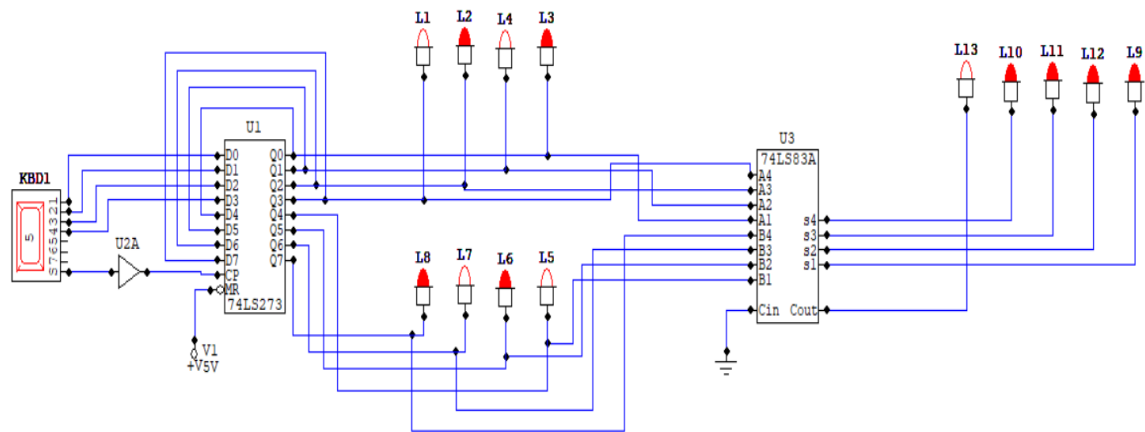 L1 L2 L4 L3
L13 L10 L11 L12 L9
U1
U3
74LS83A
D0 Q0
D1 Q1
D2 Q2
D3 Q3
D4 Q4
D5 Q5
D6 Q6
D7 Q7
CP
MR
74LS273
KBD1
5
S7654321
U2A
V1
+V5V
L8 L7 L6 L5
A4
A3
A2
A1 s4
B4 s3
B3 s2
B2 s1
B1
Cin Cout